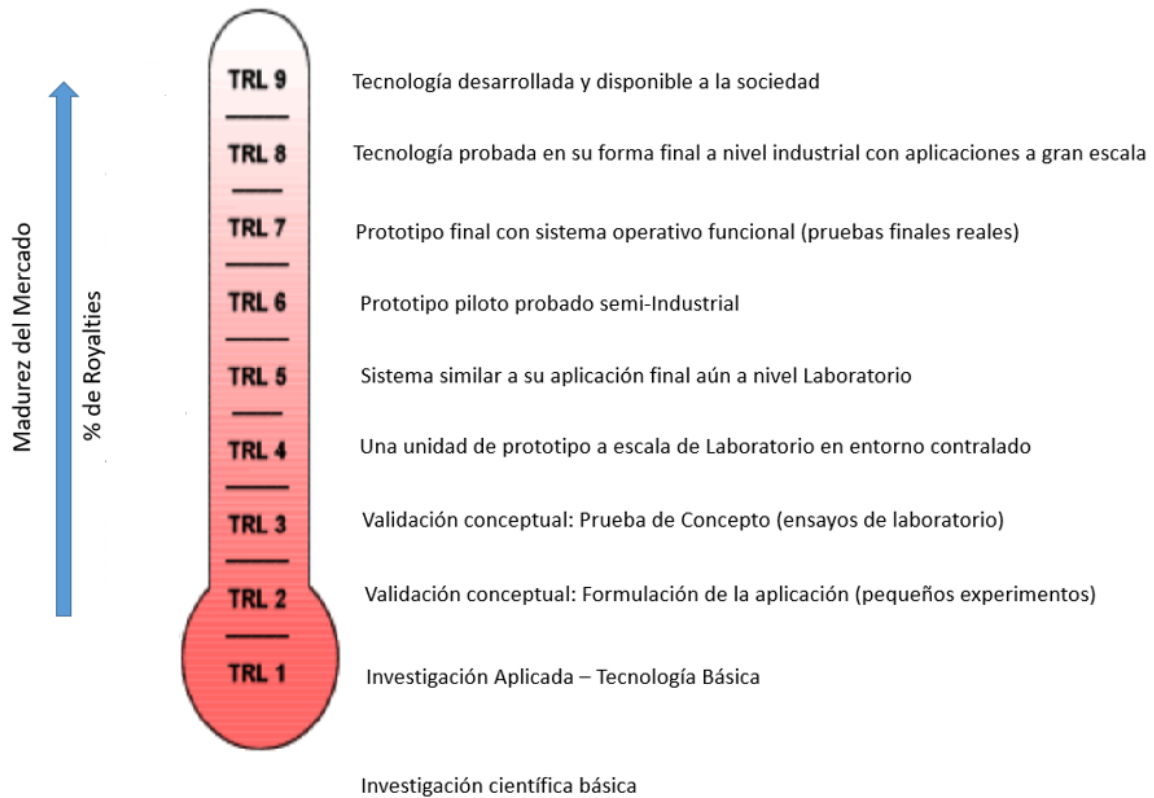 TRL 9 Tecnología desarrollada y disponible a la sociedad
TRL 8 Tecnología probada en su forma final a nivel industrial con aplicaciones a gran escala
TRL 7 Prototipo final con sistema operativo funcional (pruebas finales reales)
TRL 6 Prototipo piloto probado semi-Industrial
TRL 5 Sistema similar a su aplicación final aún a nivel Laboratorio
TRL 4 Una unidad de prototipo a escala de Laboratorio en entorno contralado
TRL 3 Validación conceptual: Prueba de Concepto (ensayos de laboratorio)
TRL 2 Validación conceptual: Formulación de la aplicación (pequeños experimentos)
TRL 1 Investigación Aplicada – Tecnología Básica
Investigación científica básica
Madurez del Mercado
% de Royalties